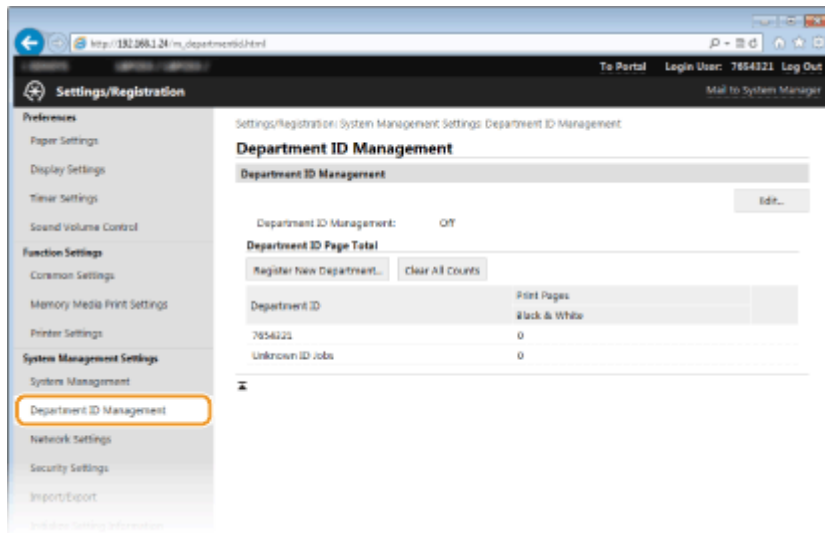 http://192.168.1.24/m_departmentid.html
To Portal Login User: 7654321 Log Out
Settings/Registration
Mail to System Manager
Preferences
Paper Settings
Display Settings
Timer Settings
Sound Volume Control
Function Settings
Common Settings
Memory Media Print Settings
Printer Settings
System Management Settings
System Management
Department ID Management
Network Settings
Security Settings
Import/Export
Settings/Registration: System Management Settings: Department ID Management
Department ID Management
Department ID Management
Edit...
Department ID Management: Off
Department ID Page Total
Register New Department... Clear All Counts
Department ID
Print Pages
Black & White
7654321 0
Unknown ID Jobs 0